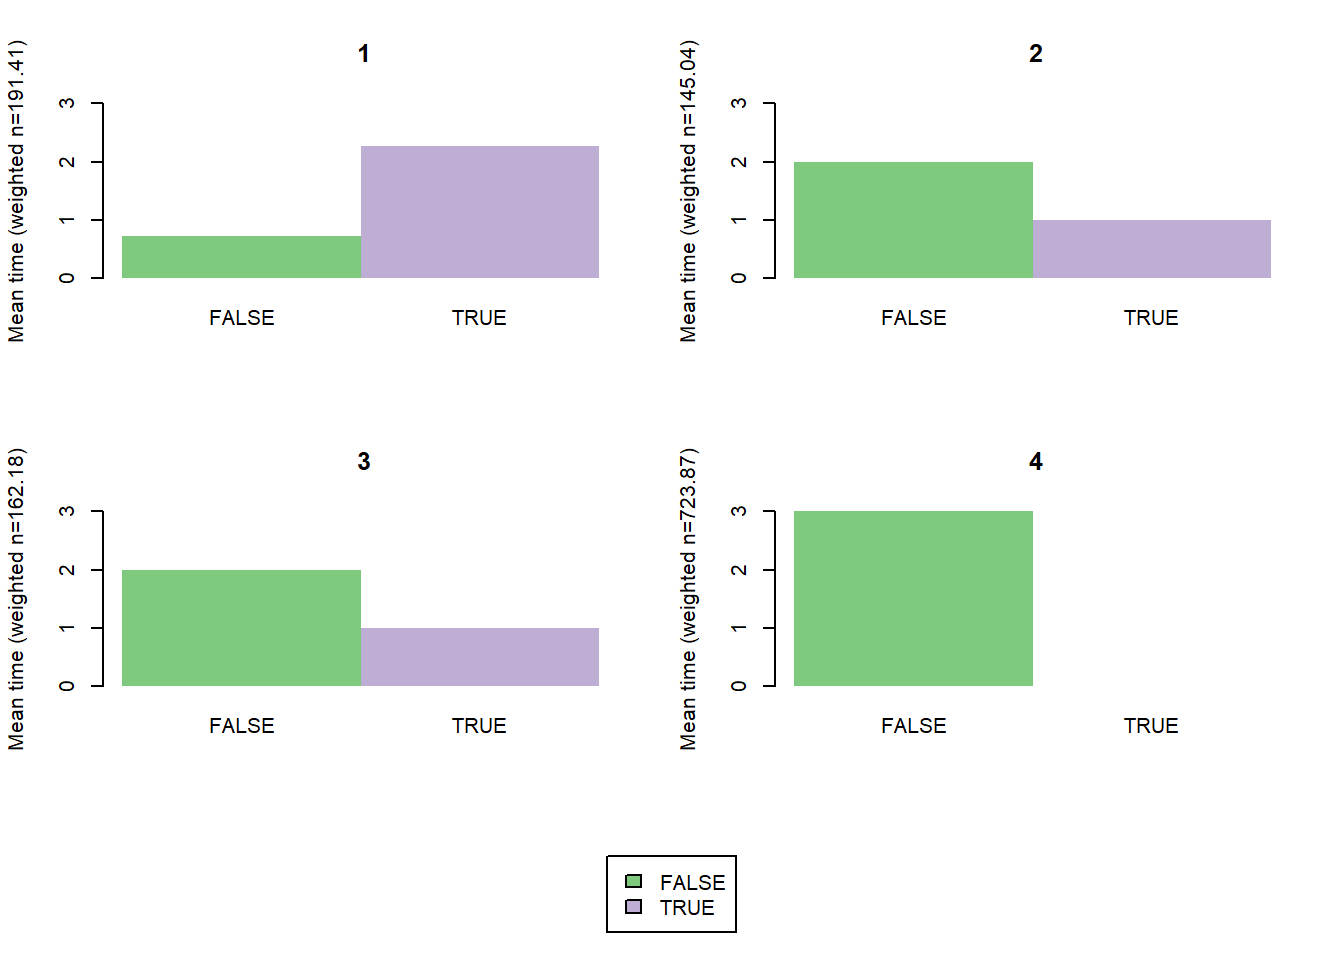 1
Mean time (weighted n=191.41)
3
2
1
0
FALSE TRUE
2
Mean time (weighted n=145.04)
3
2
1
0
FALSE TRUE
3
Mean time (weighted n=162.18)
3
2
1
0
FALSE TRUE
4
Mean time (weighted n=723.87)
3
2
1
0
FALSE TRUE
FALSE
TRUE